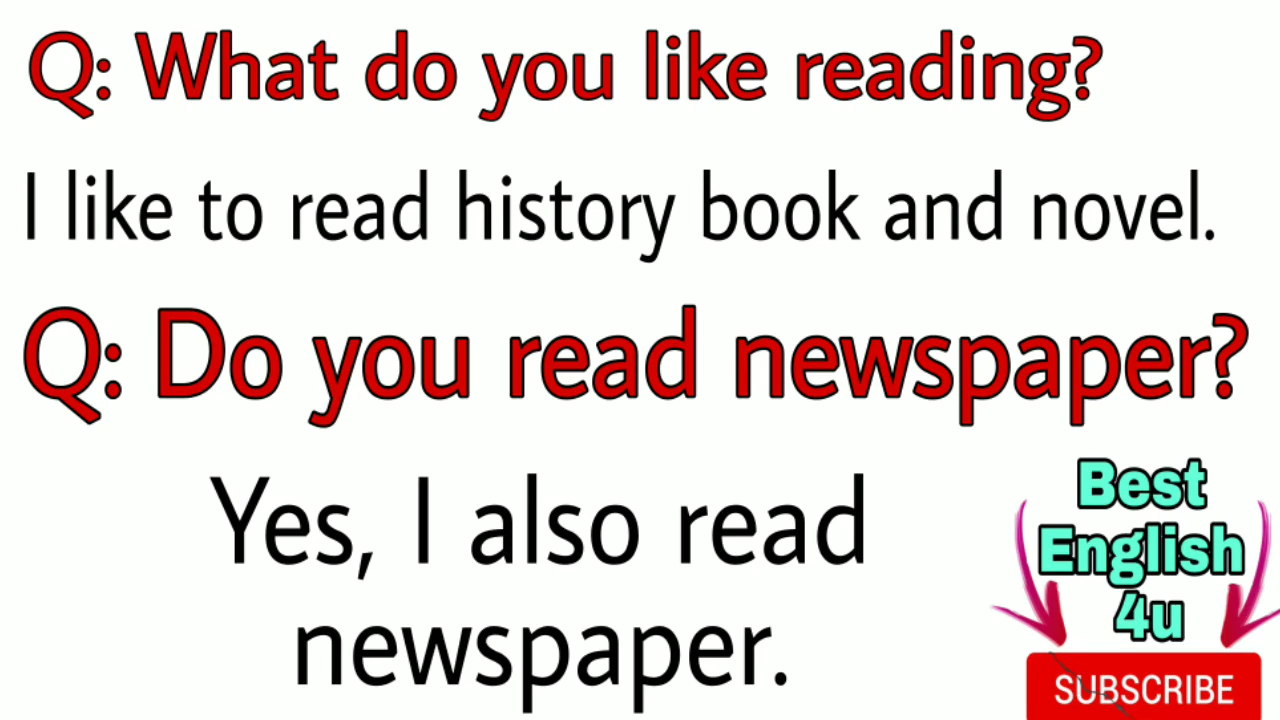 Q: What do you like reading?
I like to read history book and novel.
Q: Do you read newspaper?
Yes, I also read
newspaper.
Best
English
4u
SUBSCRIBE